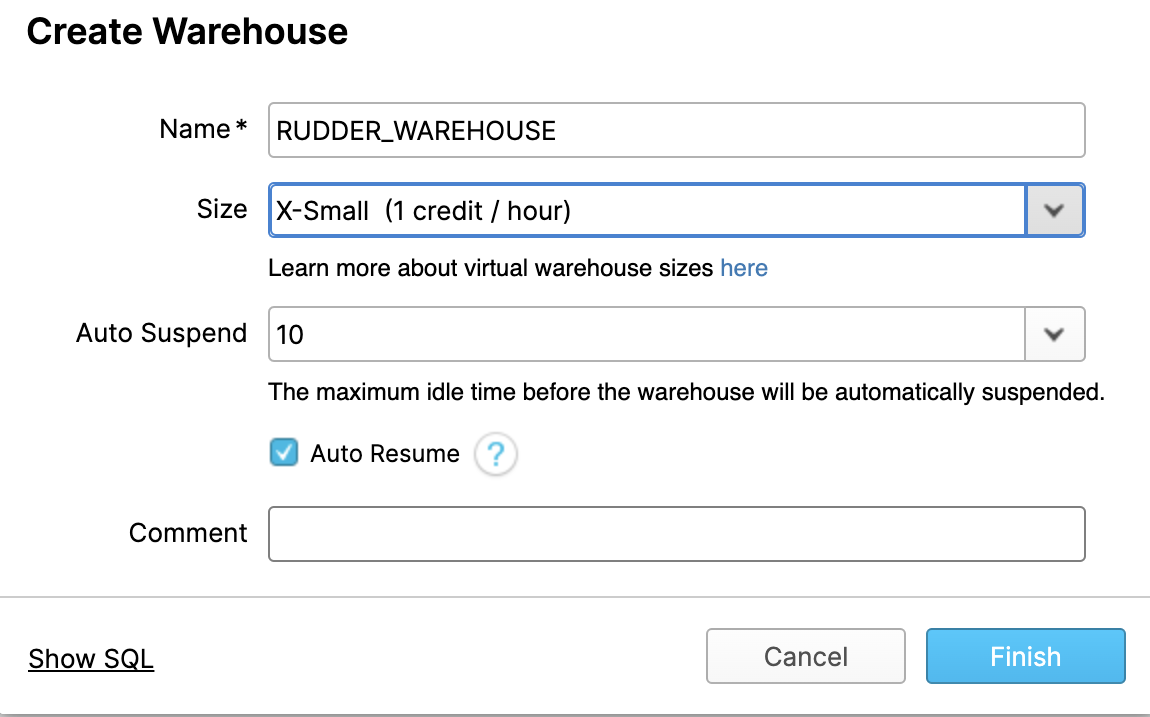 Create Warehouse
Name* RUDDER_WAREHOUSE
Size X-Small (1 credit / hour)
Learn more about virtual warehouse sizes here
Auto Suspend 10
The maximum idle time before the warehouse will be automatically suspended.
Auto Resume ?
Comment
Show SQL Cancel Finish